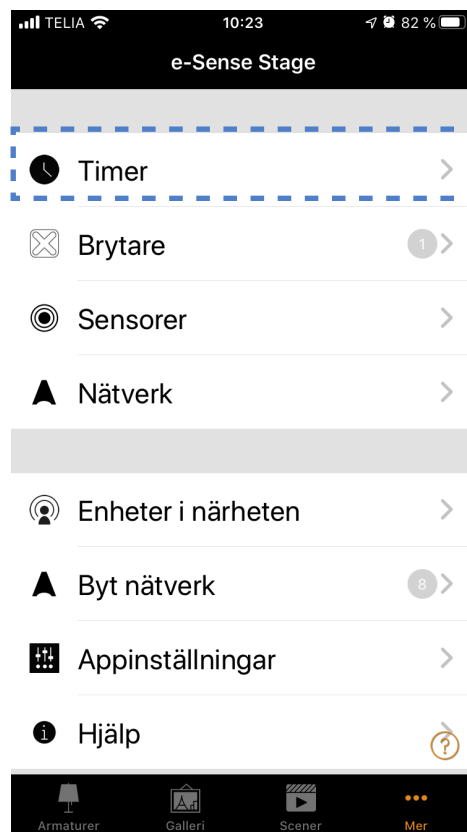 TELIA 10:23 82 %
e-Sense Stage
Timer
Brytare 1
Sensorer
Nätverk
Enheter i närheten
Byt nätverk 8
Appinställningar
Hjälp
?
Armaturer Galleri Scener Mer